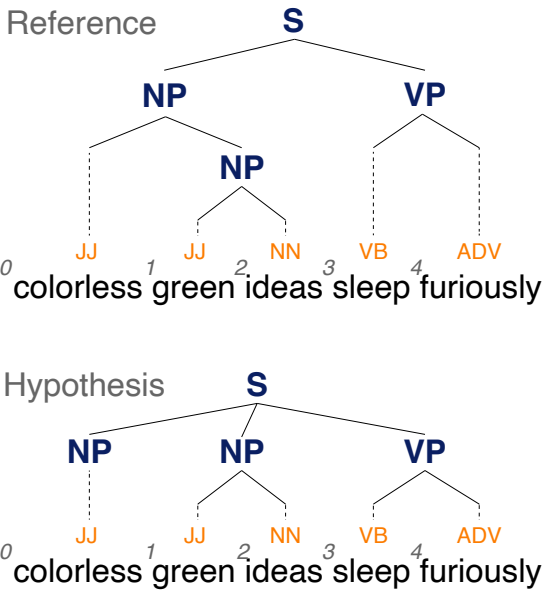 Reference
S
NP VP
NP
JJ JJ NN VB ADV
0 1 2 3 4
colorless green ideas sleep furiously
Hypothesis
S
NP NP VP
JJ JJ NN VB ADV
0 1 2 3 4
colorless green ideas sleep furiously